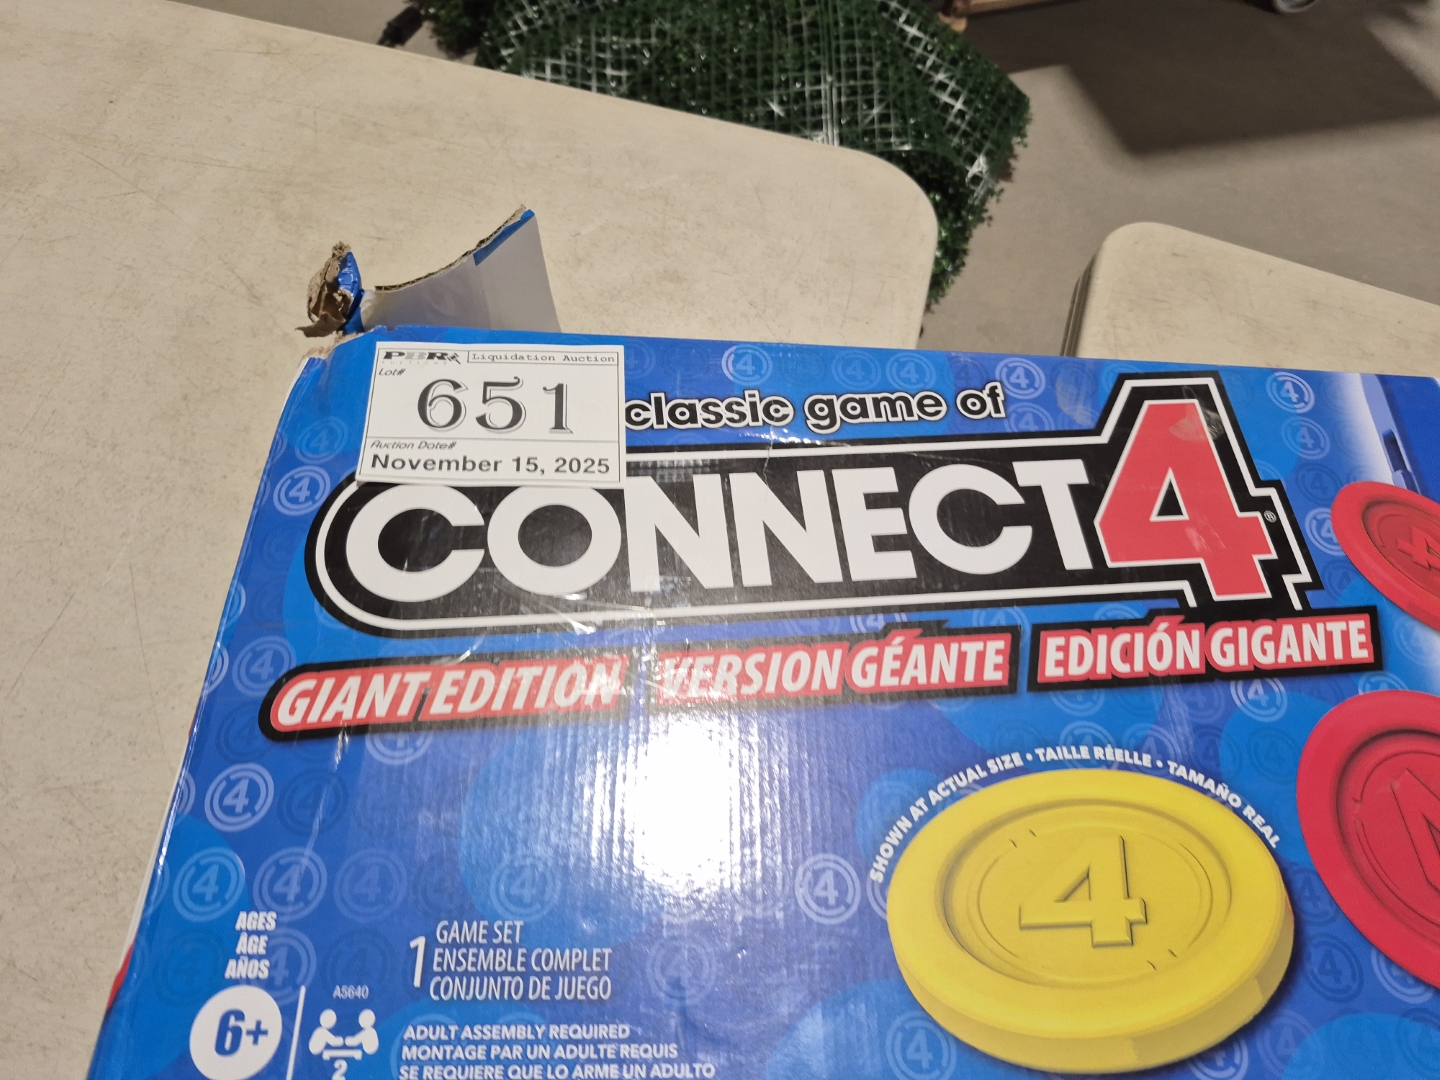 PBR
Liquidation Auction
Lot#
651
Auction Date#
November 15, 2025
classic game of
CONNECT 4®
GIANT EDITION VERSION GÉANTE EDICIÓN GIGANTE
SHOWN AT ACTUAL SIZE • TAILLE RÉELLE • TAMAÑO REAL
4
AGES
ÂGE
AÑOS
6+
A5640
2
1 GAME SET
ENSEMBLE COMPLET
CONJUNTO DE JUEGO
ADULT ASSEMBLY REQUIRED
MONTAGE PAR UN ADULTE REQUIS
SE REQUIERE QUE LO ARME UN ADULTO